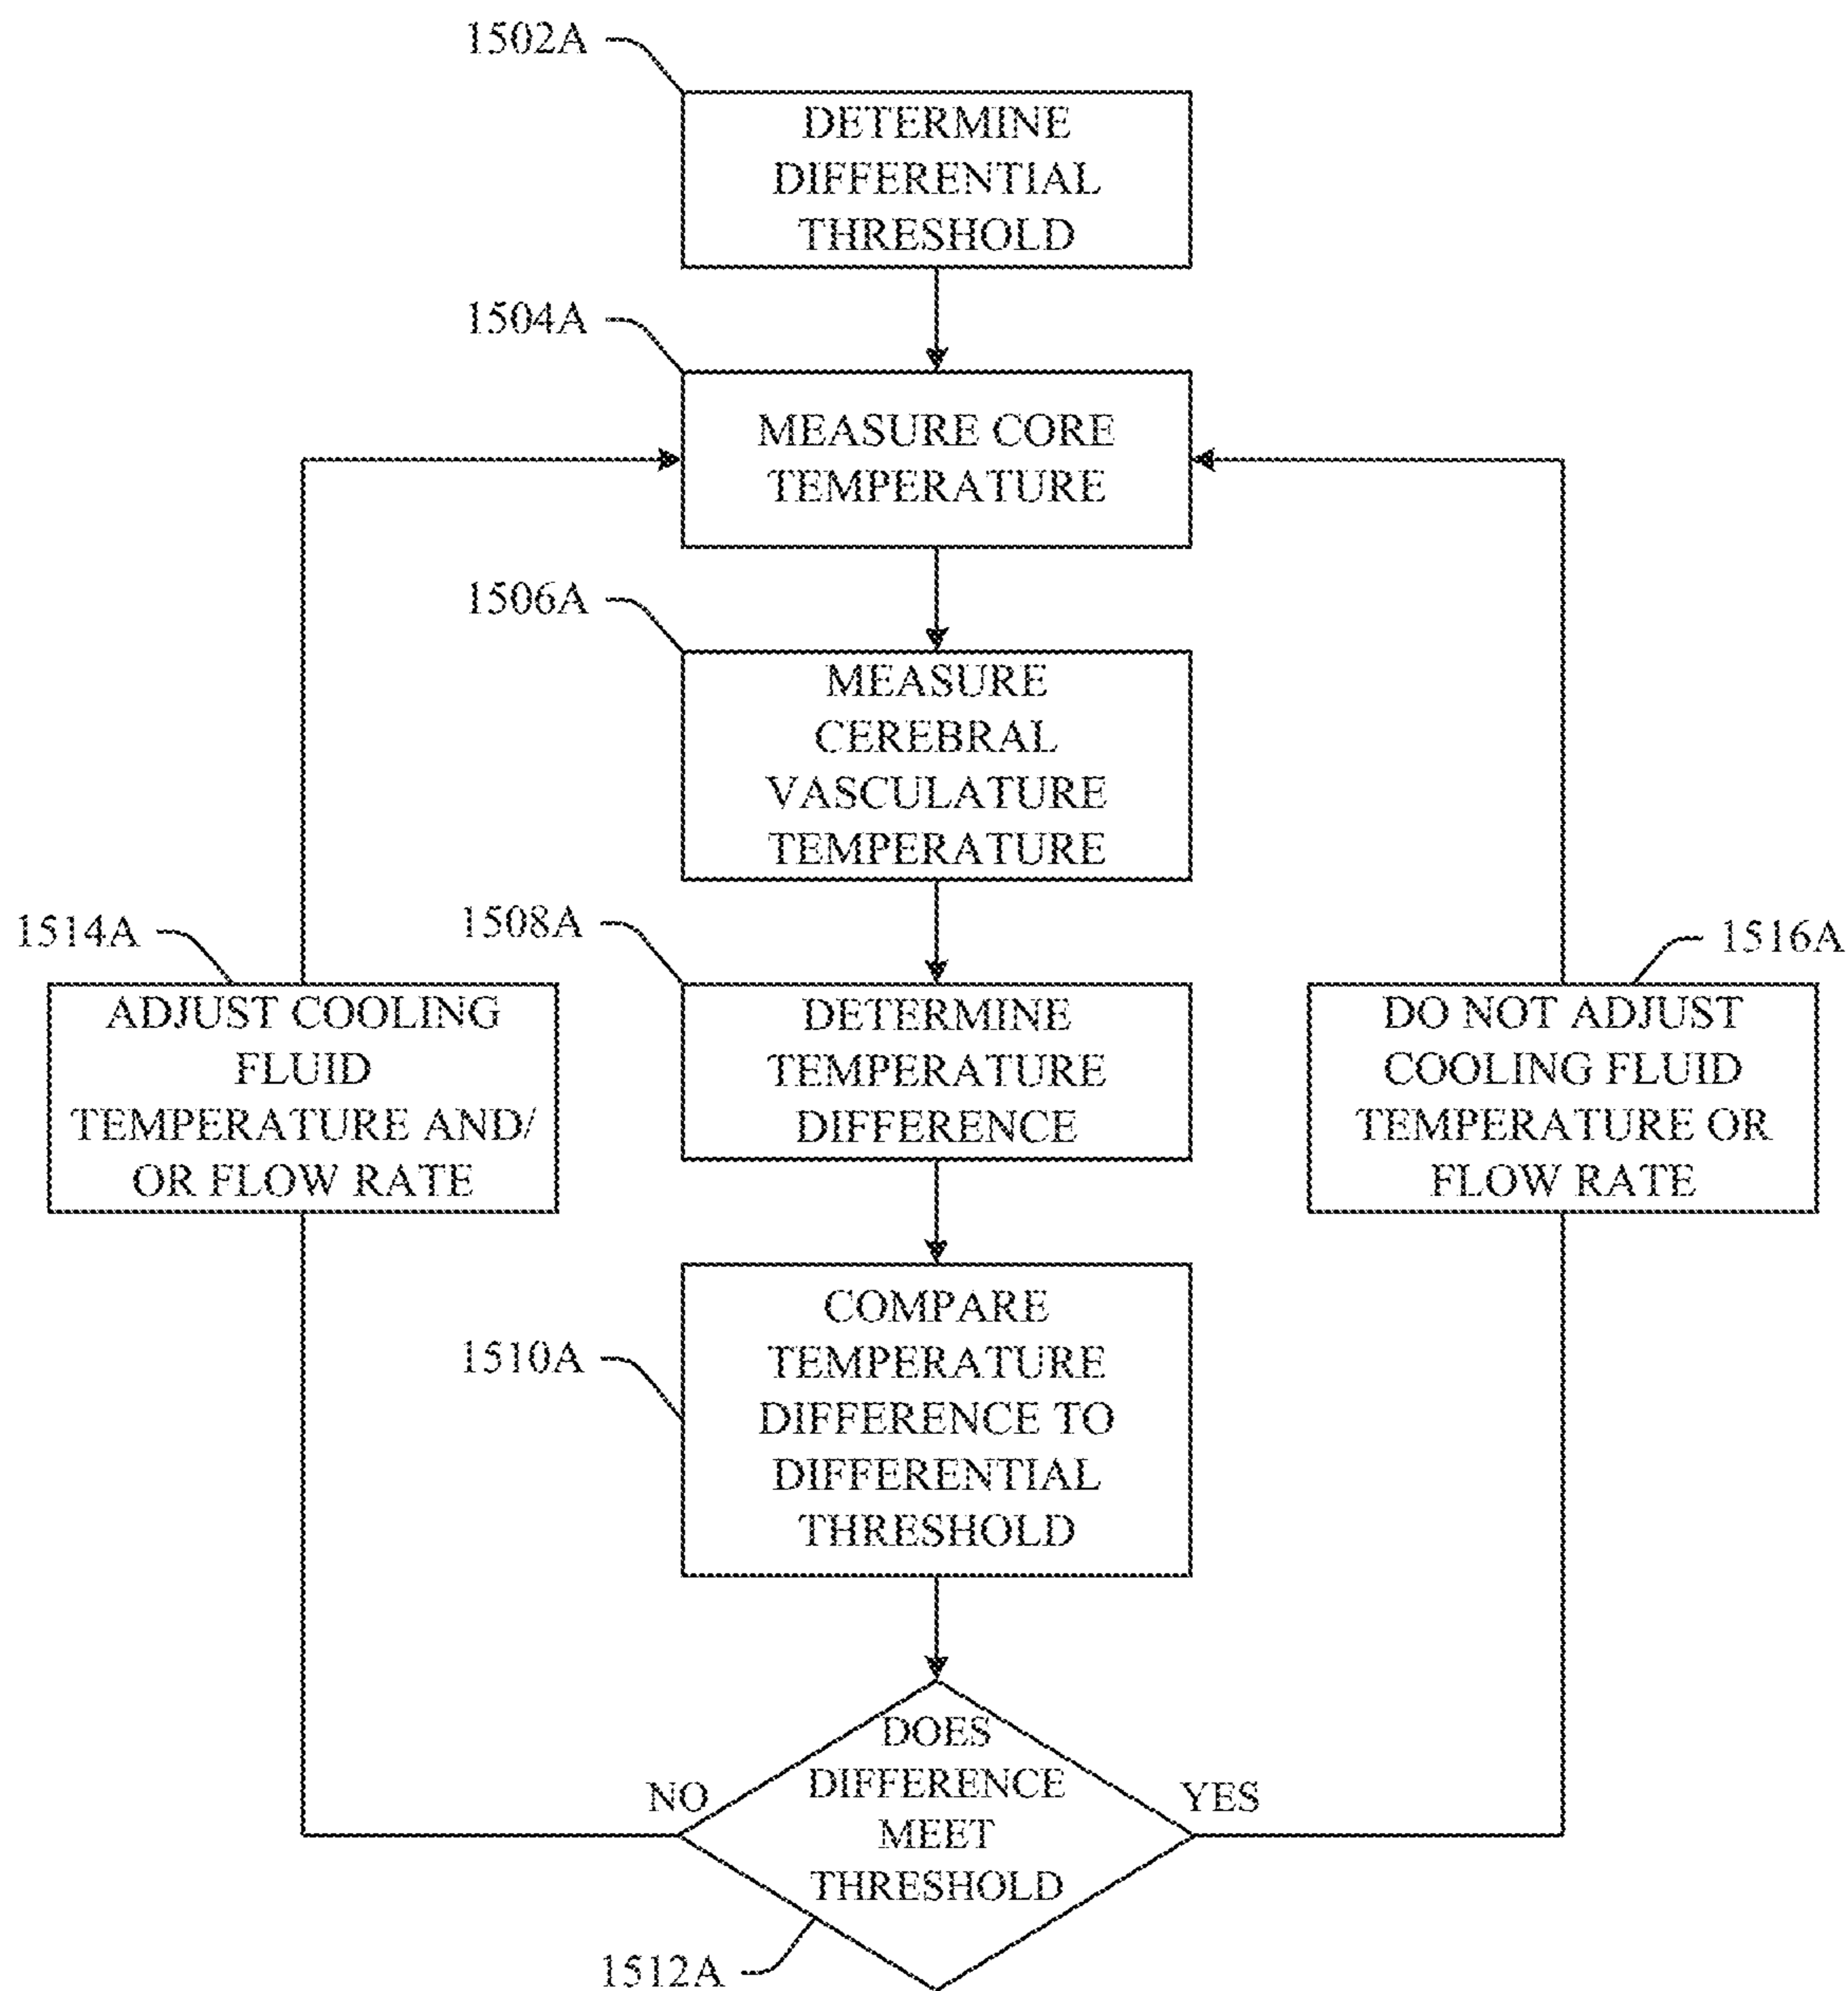 1502A
DETERMINE
DIFFERENTIAL
THRESHOLD
1504A
MEASURE CORE
TEMPERATURE
1506A
MEASURE
CEREBRAL
VASCULATURE
TEMPERATURE
1514A
ADJUST COOLING
FLUID
TEMPERATURE AND/
OR FLOW RATE
1508A
DETERMINE
TEMPERATURE
DIFFERENCE
1516A
DO NOT ADJUST
COOLING FLUID
TEMPERATURE OR
FLOW RATE
1510A
COMPARE
TEMPERATURE
DIFFERENCE TO
DIFFERENTIAL
THRESHOLD
NO
DOES
DIFFERENCE
MEET
THRESHOLD
YES
1512A